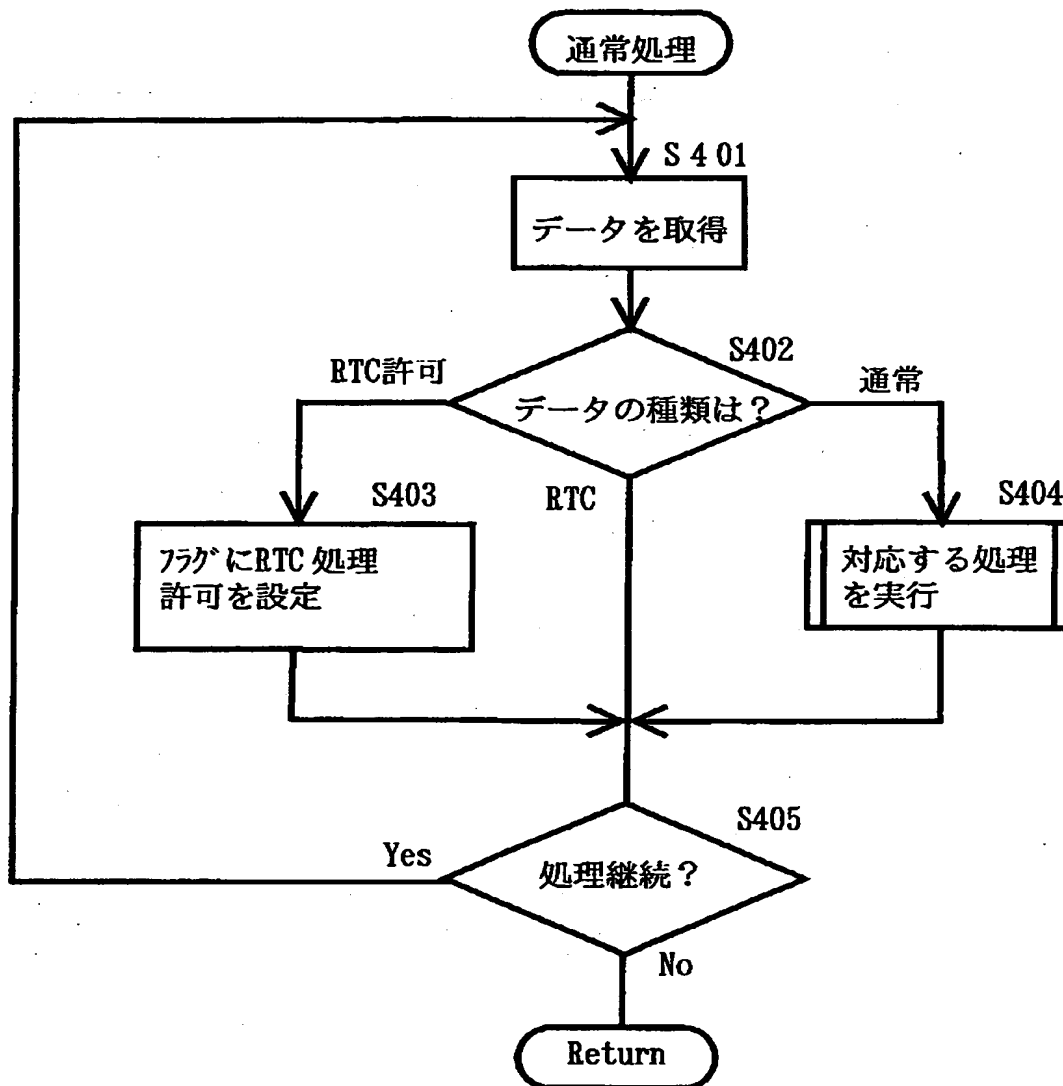 通常処理
S401
データを取得
S402
RTC許可
通常
データの種類は？
RTC
S403
S404
ﾌﾗｸﾞにRTC処理
許可を設定
対応する処理
を実行
S405
Yes
処理継続？
No
Return